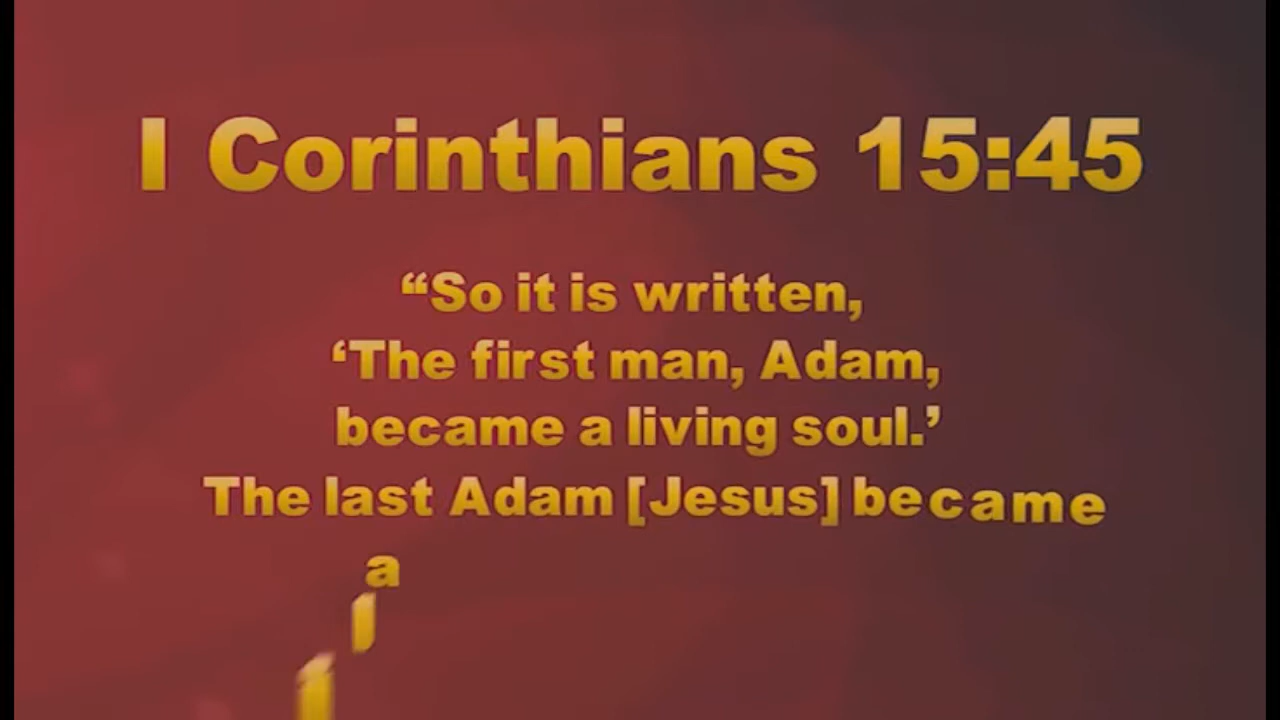 I Corinthians 15:45
“So it is written,
‘The first man, Adam,
became a living soul.’
The last Adam [Jesus] became
a